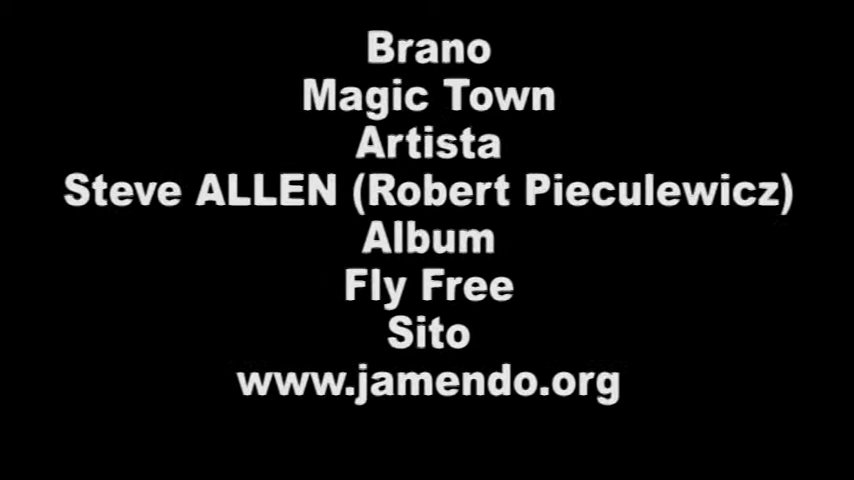 Brano
Magic Town
Artista
Steve ALLEN (Robert Pieculewicz)
Album
Fly Free
Sito
www.jamendo.org